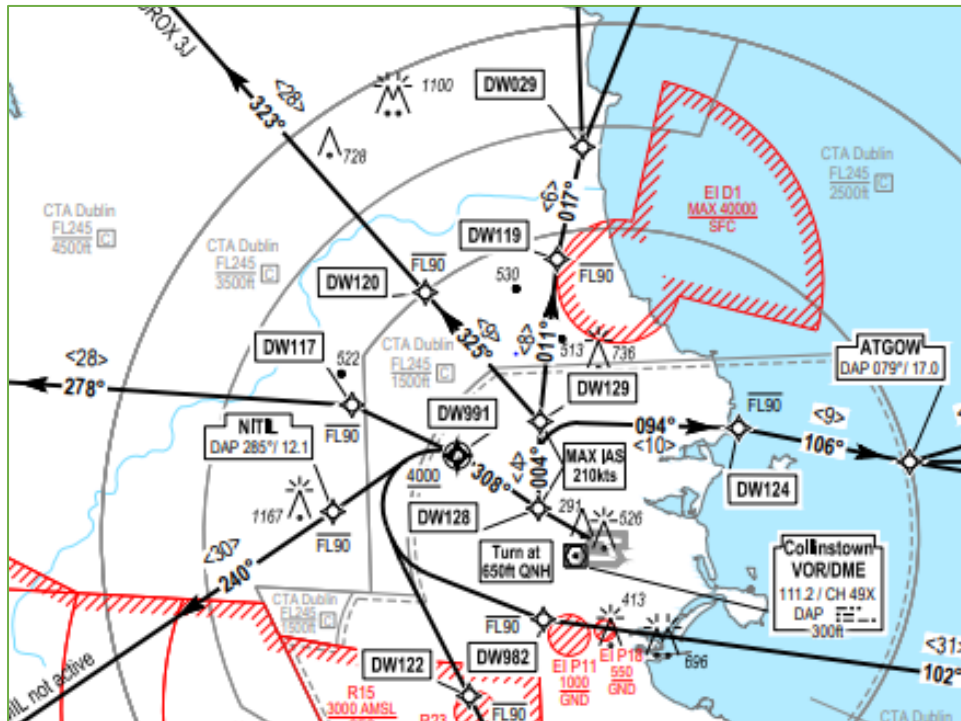 ROX 3J
<28>
323°
1100
728
DW029
CTA Dublin
FL245
2500ft
C
EI D1
MAX 40000
SFC
<6>
017°
CTA Dublin
FL245
4500ft
C
CTA Dublin
FL245
3500ft
C
DW119
FL90
FL90
DW120
530
<9>
325°
<8>
011°
513
736
DW117
<28>
278°
522
CTA Dublin
FL245
1500ft
C
ATGOW
DAP 079°/ 17.0
DW129
DW991
FL90
FL90
094°
<10>
<9>
106°
NITIL
DAP 285°/ 12.1
4000
308°
<4>
004°
MAX IAS
210kts
DW124
1167
DW128
291
526
FL90
<30>
240°
Turn at
650ft QNH
Collinstown
VOR/DME
111.2 / CH 49X
DAP
300ft
CTA Dublin
FL245
1500ft
C
413
FL90
DW122
DW982
EI P11
1000
GND
EI P18
550
GND
696
<31>
102°
IL not active
R15
3000 AMSL
R23
FL90
CTA Dublin
FL245